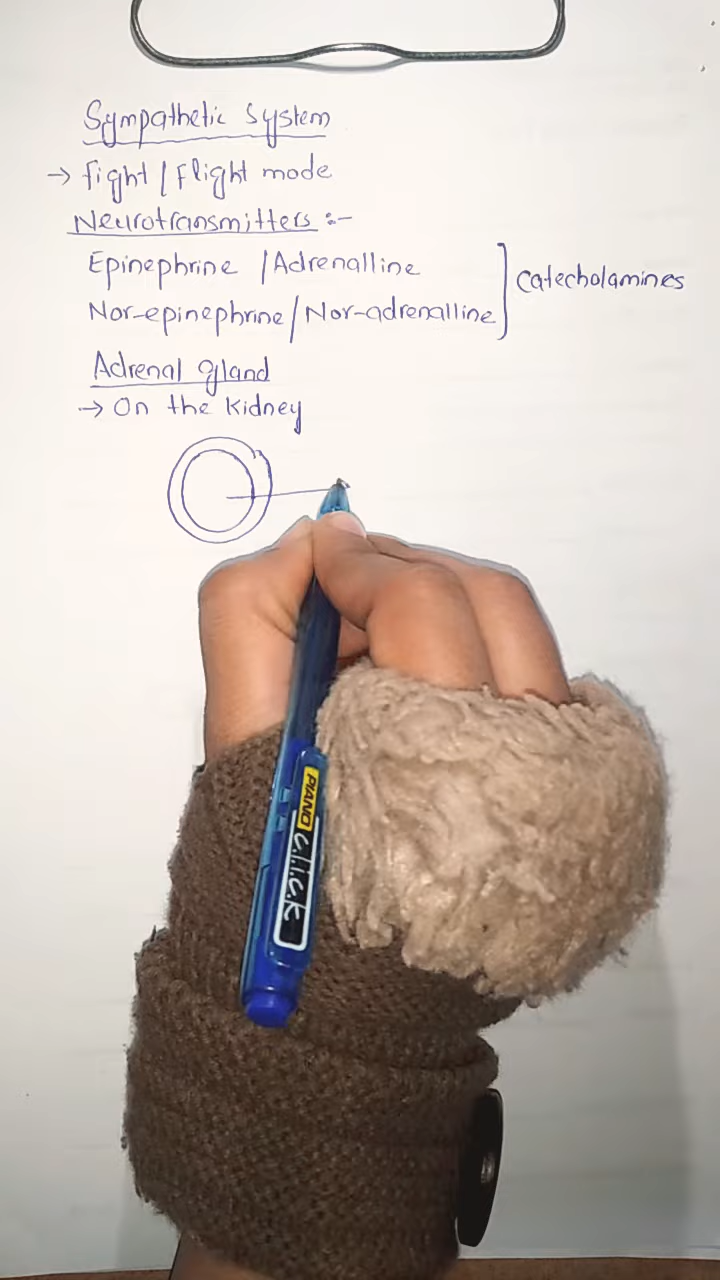 Sympathetic System
→ fight / Flight mode
Neurotransmitters :-
Epinephrine / Adrenalline
Nor-epinephrine / Nor-adrenalline
Catecholamines
Adrenal gland
→ On the Kidney
PIANO
c.l.i.c.k